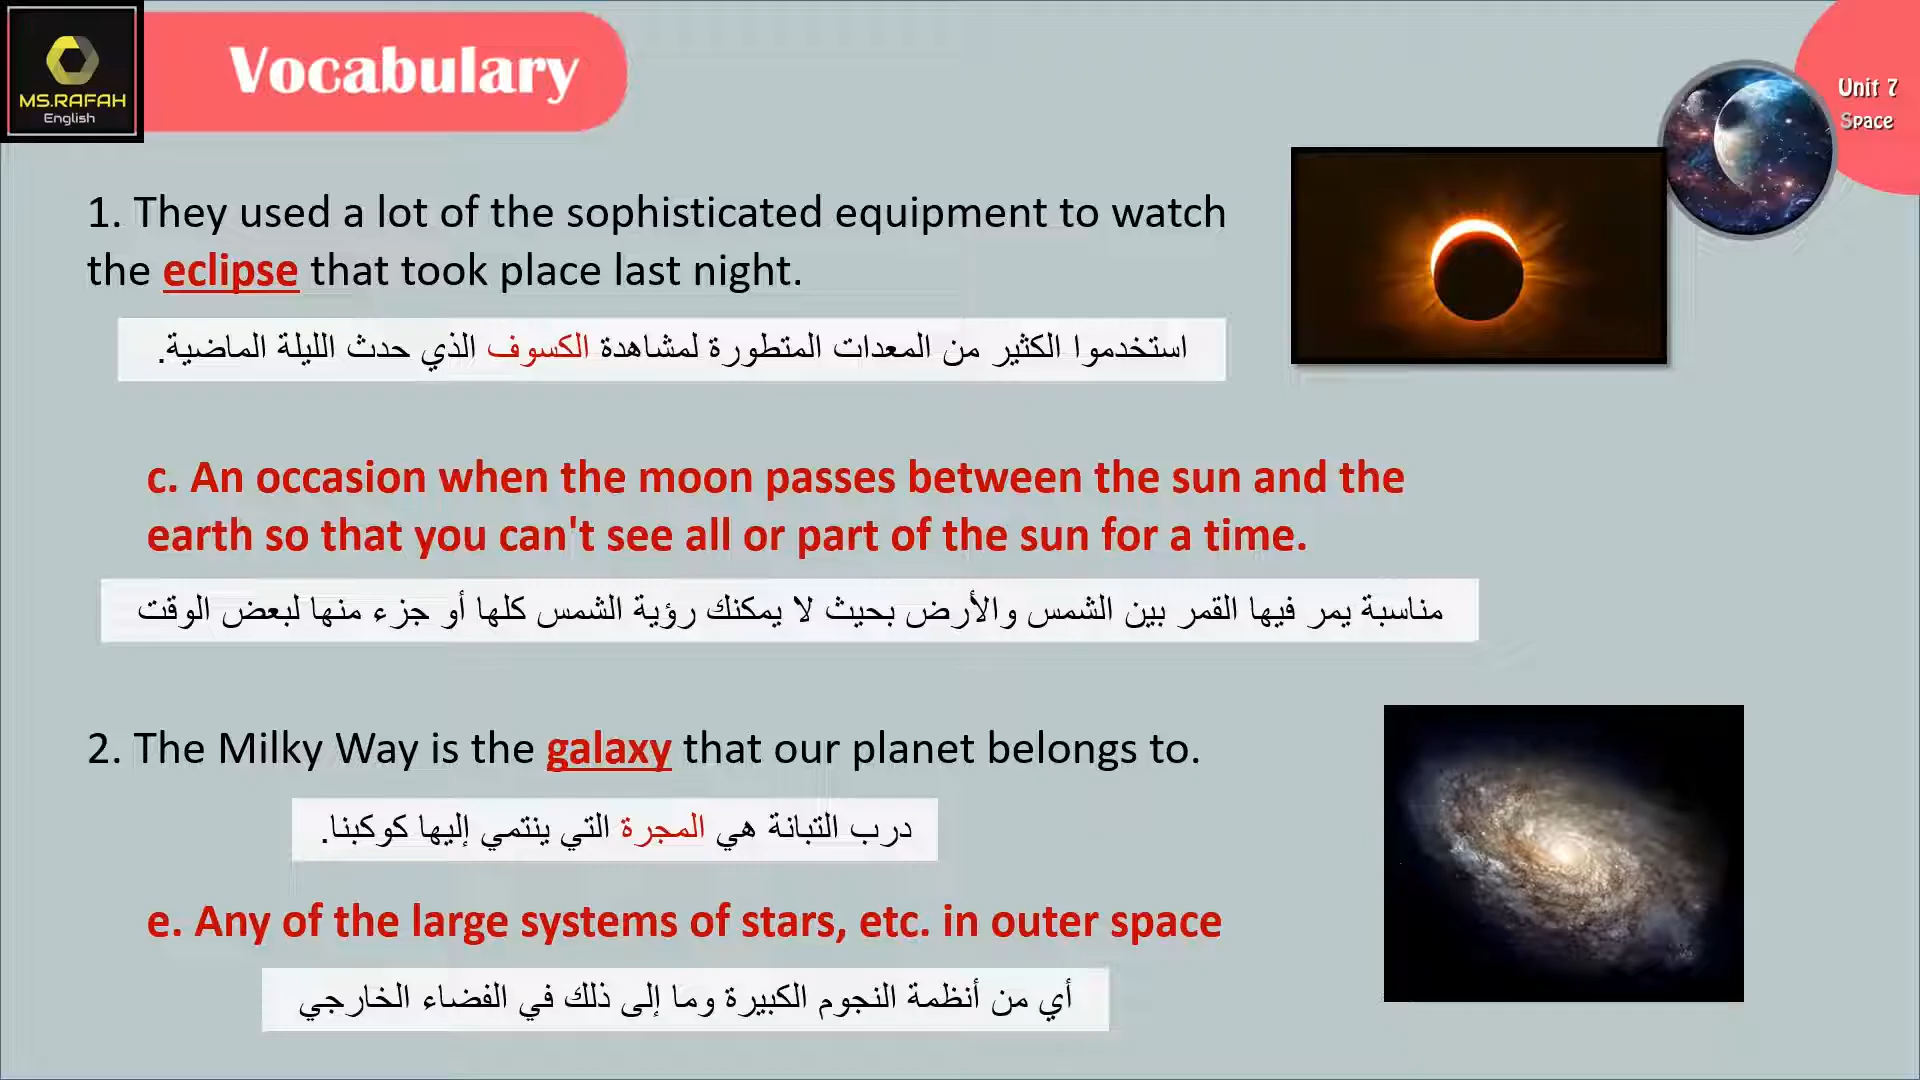 MS.RAFAH
English
Vocabulary
Unit 7
Space
1. They used a lot of the sophisticated equipment to watch
the eclipse that took place last night.
استخدموا الكثير من المعدات المتطورة لمشاهدة الكسوف الذي حدث الليلة الماضية.
c. An occasion when the moon passes between the sun and the
earth so that you can't see all or part of the sun for a time.
مناسبة يمر فيها القمر بين الشمس والأرض بحيث لا يمكنك رؤية الشمس كلها أو جزء منها لبعض الوقت
2. The Milky Way is the galaxy that our planet belongs to.
درب التبانة هي المجرة التي ينتمي إليها كوكبنا.
e. Any of the large systems of stars, etc. in outer space
أي من أنظمة النجوم الكبيرة وما إلى ذلك في الفضاء الخارجي